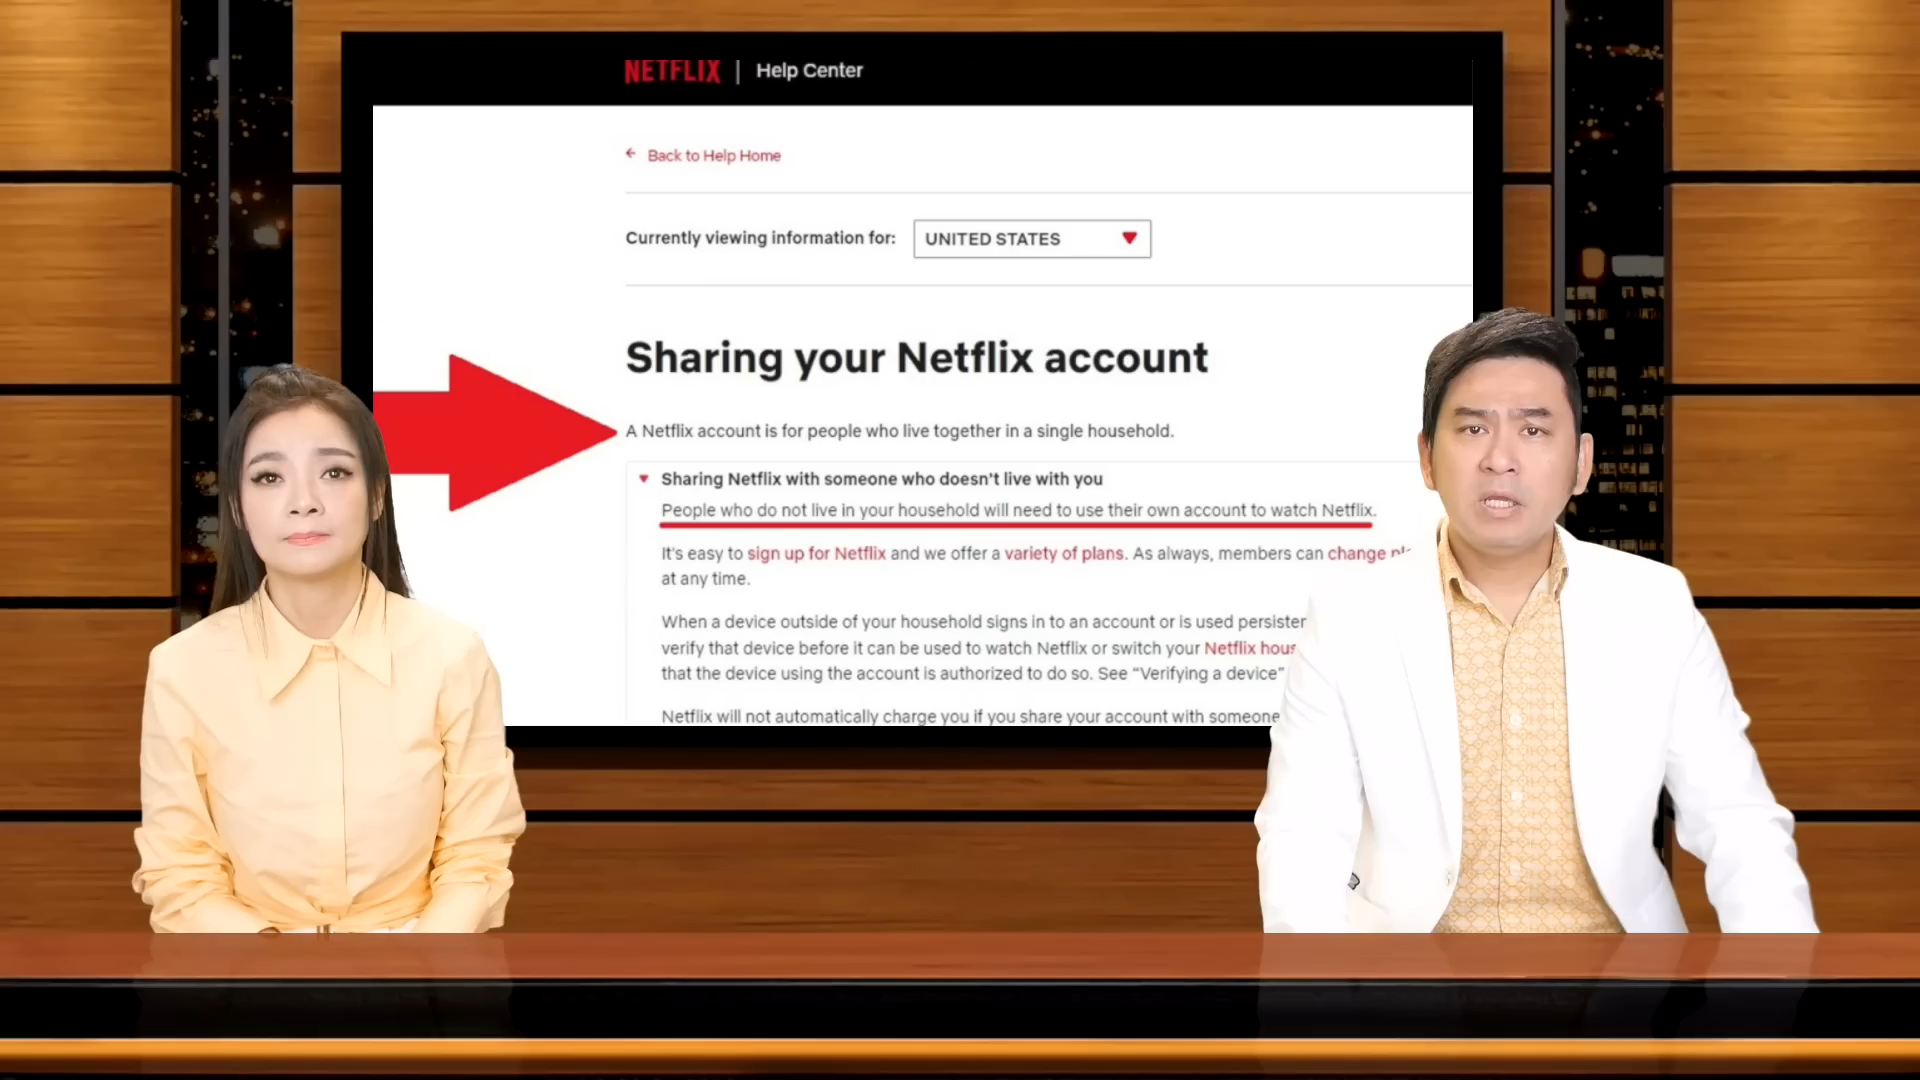 NETFLIX | Help Center
Back to Help Home
Currently viewing information for: UNITED STATES
Sharing your Netflix account
A Netflix account is for people who live together in a single household.
Sharing Netflix with someone who doesn't live with you
People who do not live in your household will need to use their own account to watch Netflix.
It's easy to sign up for Netflix and we offer a variety of plans. As always, members can change
at any time.
When a device outside of your household signs in to an account or is used
verify that device before it can be used to watch Netflix or switch your Netflix
that the device using the account is authorized to do so. See “Verifying a device”
Netflix will not automatically charge you if you share your account with someone